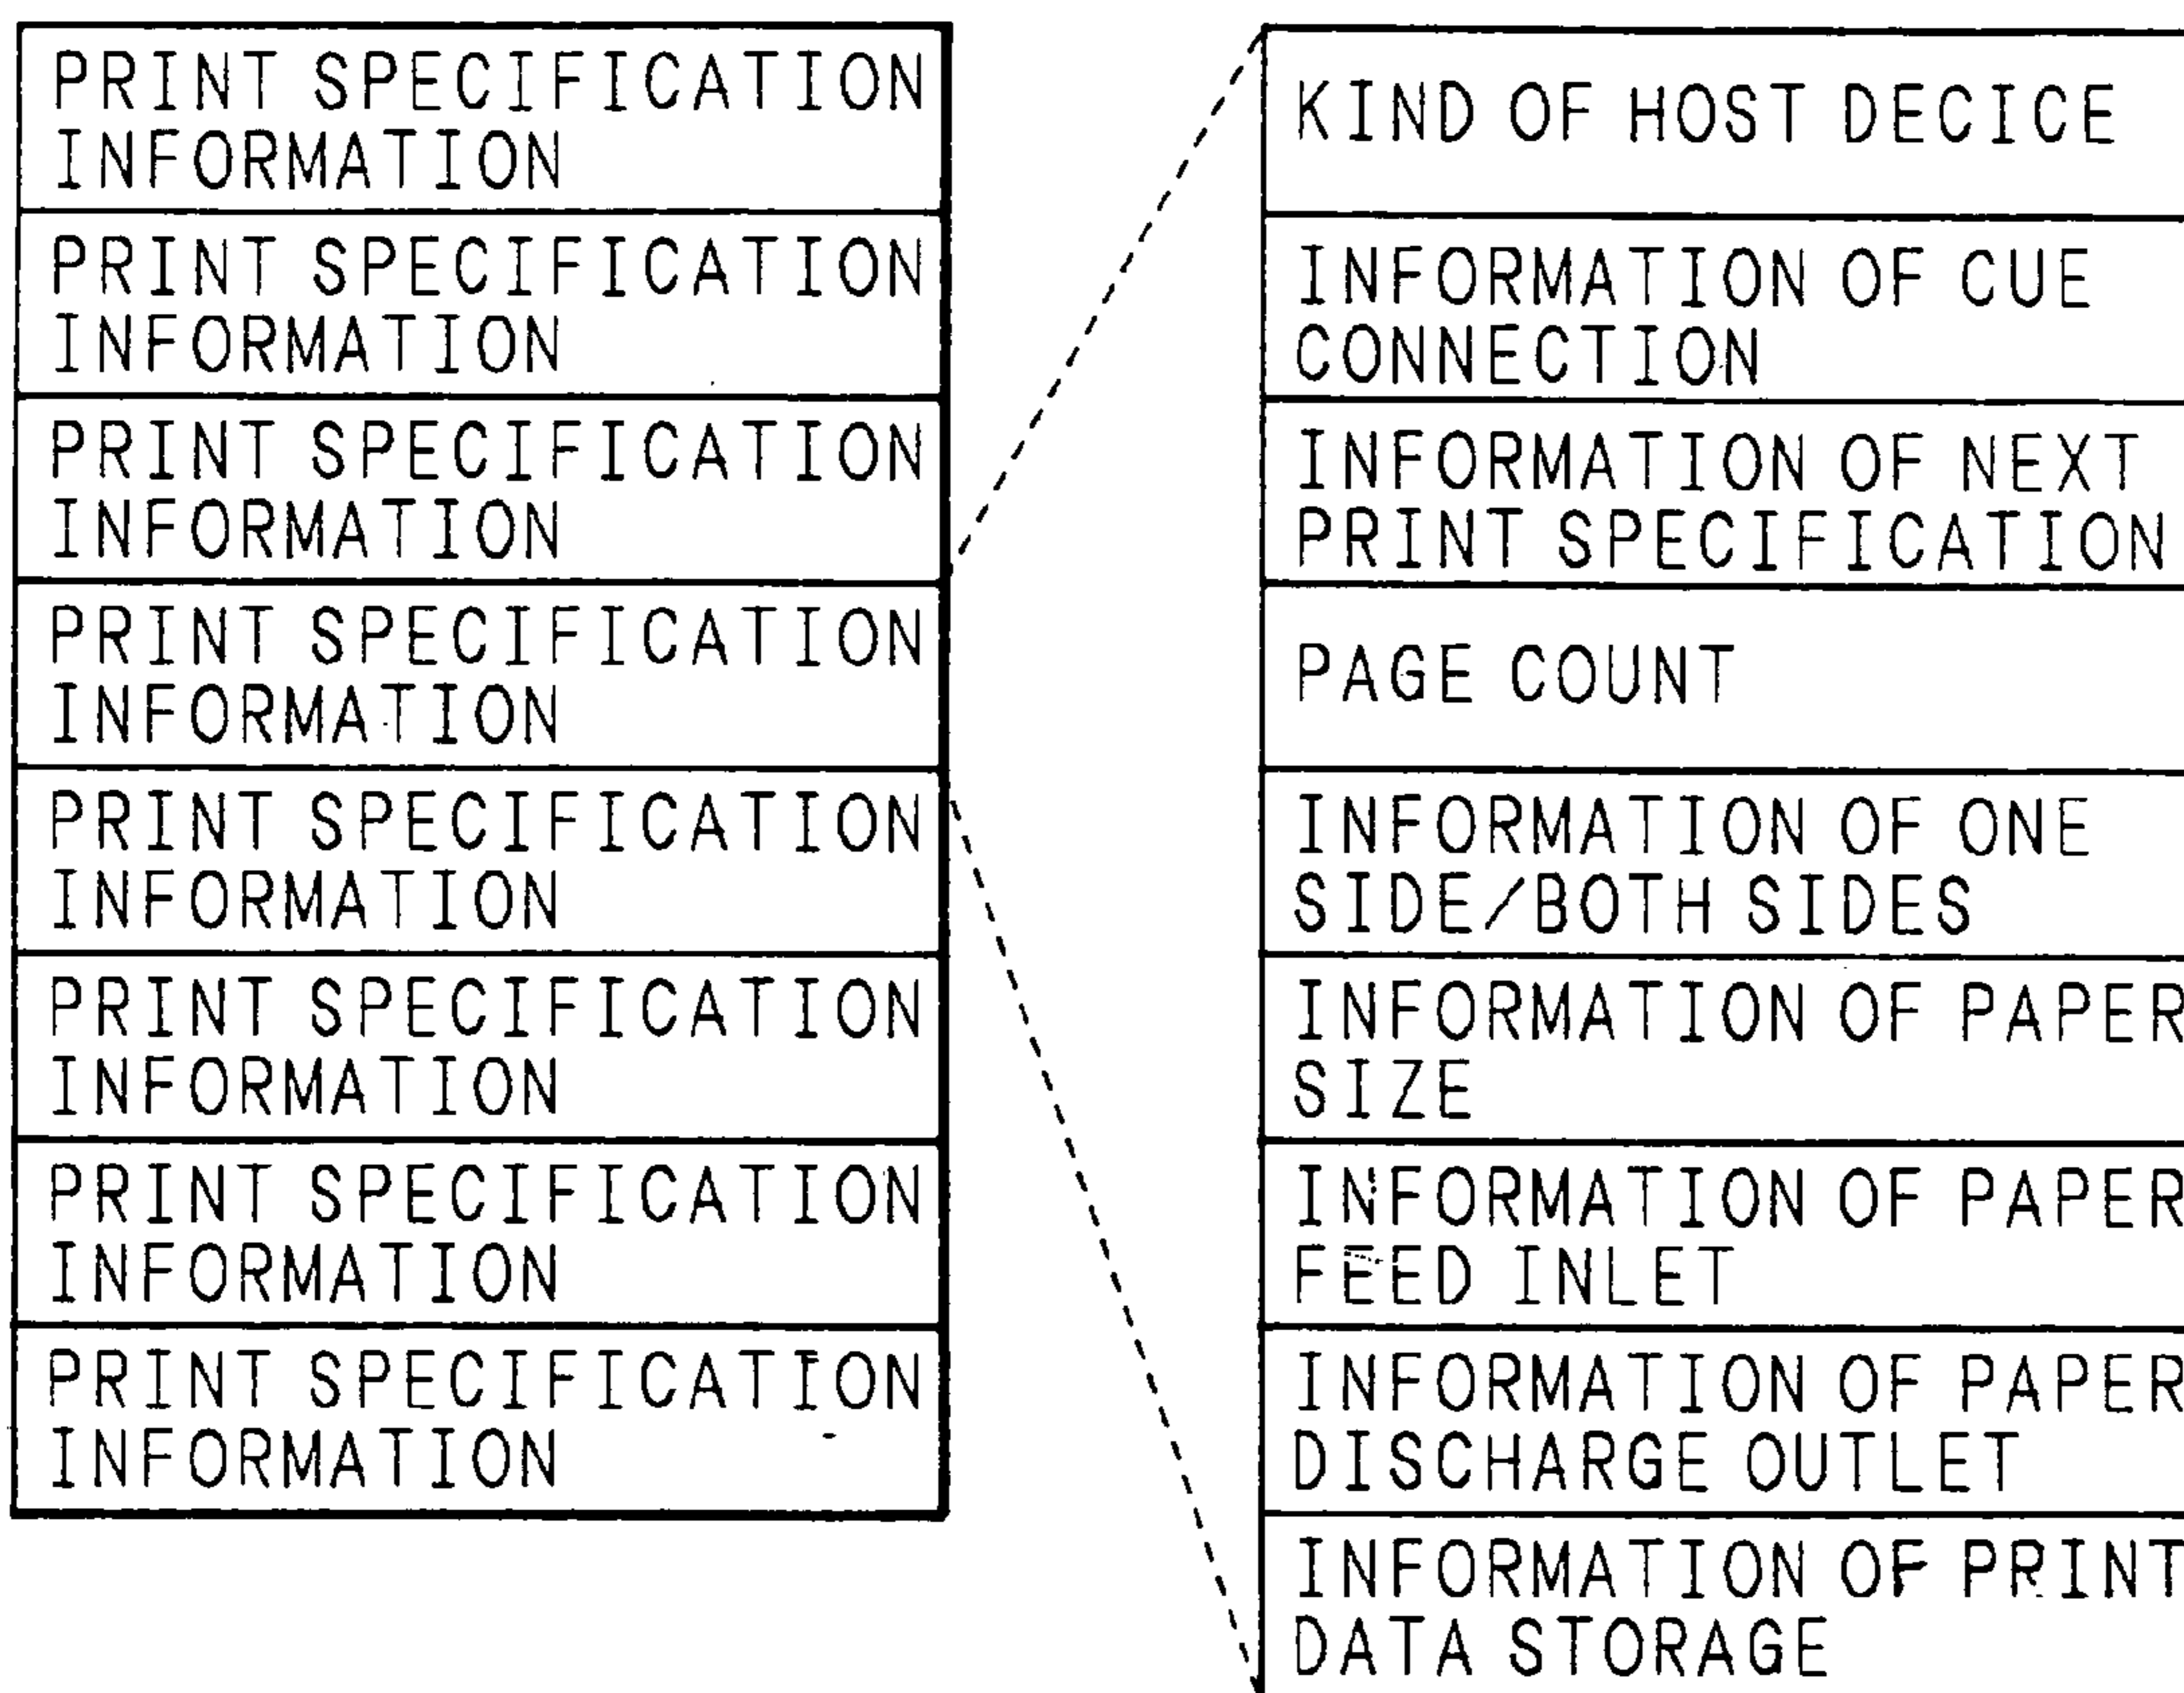 PRINT SPECIFICATION
INFORMATION
PRINT SPECIFICATION
INFORMATION
PRINT SPECIFICATION
INFORMATION
PRINT SPECIFICATION
INFORMATION
PRINT SPECIFICATION
INFORMATION
PRINT SPECIFICATION
INFORMATION
PRINT SPECIFICATION
INFORMATION
PRINT SPECIFICATION
INFORMATION
KIND OF HOST DECICE
INFORMATION OF CUE
CONNECTION
INFORMATION OF NEXT
PRINT SPECIFICATION
PAGE COUNT
INFORMATION OF ONE
SIDE/BOTH SIDES
INFORMATION OF PAPER
SIZE
INFORMATION OF PAPER
FEED INLET
INFORMATION OF PAPER
DISCHARGE OUTLET
INFORMATION OF PRINT
DATA STORAGE